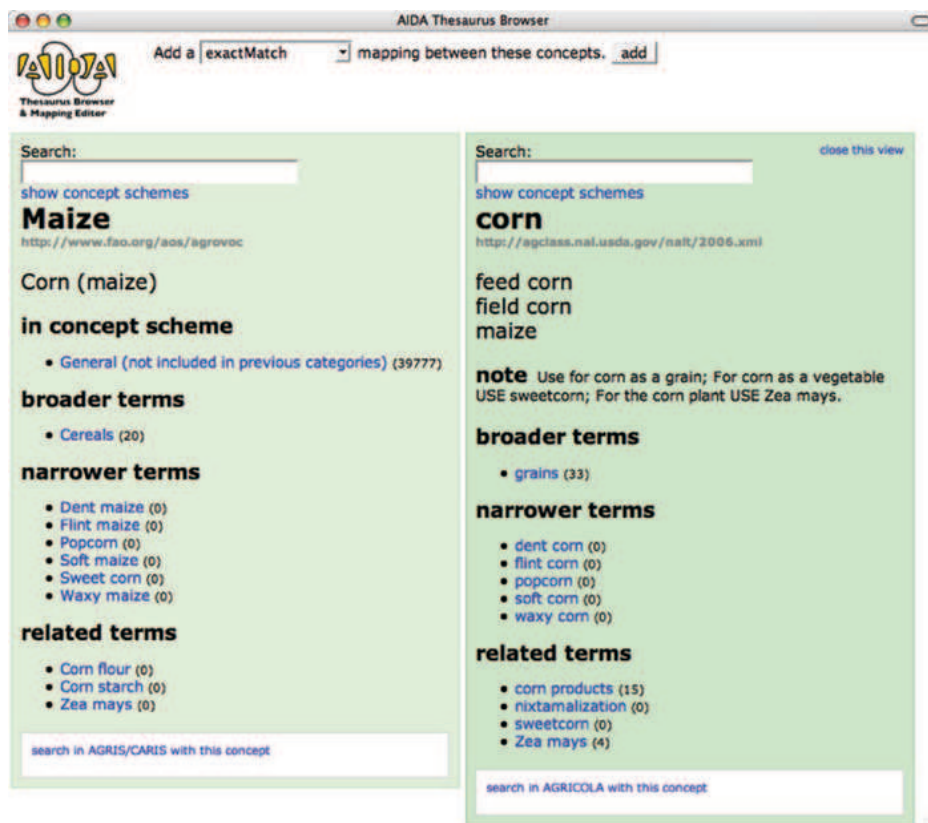 AIDA Thesaurus Browser
AIDA
Thesaurus Browser
& Mapping Editor
Add a exactMatch mapping between these concepts. add
Search:
show concept schemes
Maize
http://www.fao.org/aos/agrovoc
Corn (maize)
in concept scheme
• General (not included in previous categories) (39777)
broader terms
• Cereals (20)
narrower terms
• Dent maize (0)
• Flint maize (0)
• Popcorn (0)
• Soft maize (0)
• Sweet corn (0)
• Waxy maize (0)
related terms
• Corn flour (0)
• Corn starch (0)
• Zea mays (0)
search in AGRIS/CARIS with this concept
Search:
close this view
show concept schemes
corn
http://agclass.nal.usda.gov/nalt/2006.xml
feed corn
field corn
maize
note Use for corn as a grain; For corn as a vegetable
USE sweetcorn; For the corn plant USE Zea mays.
broader terms
• grains (33)
narrower terms
• dent corn (0)
• flint corn (0)
• popcorn (0)
• soft corn (0)
• waxy corn (0)
related terms
• corn products (15)
• nixtamalization (0)
• sweetcorn (0)
• Zea mays (4)
search in AGRICOLA with this concept